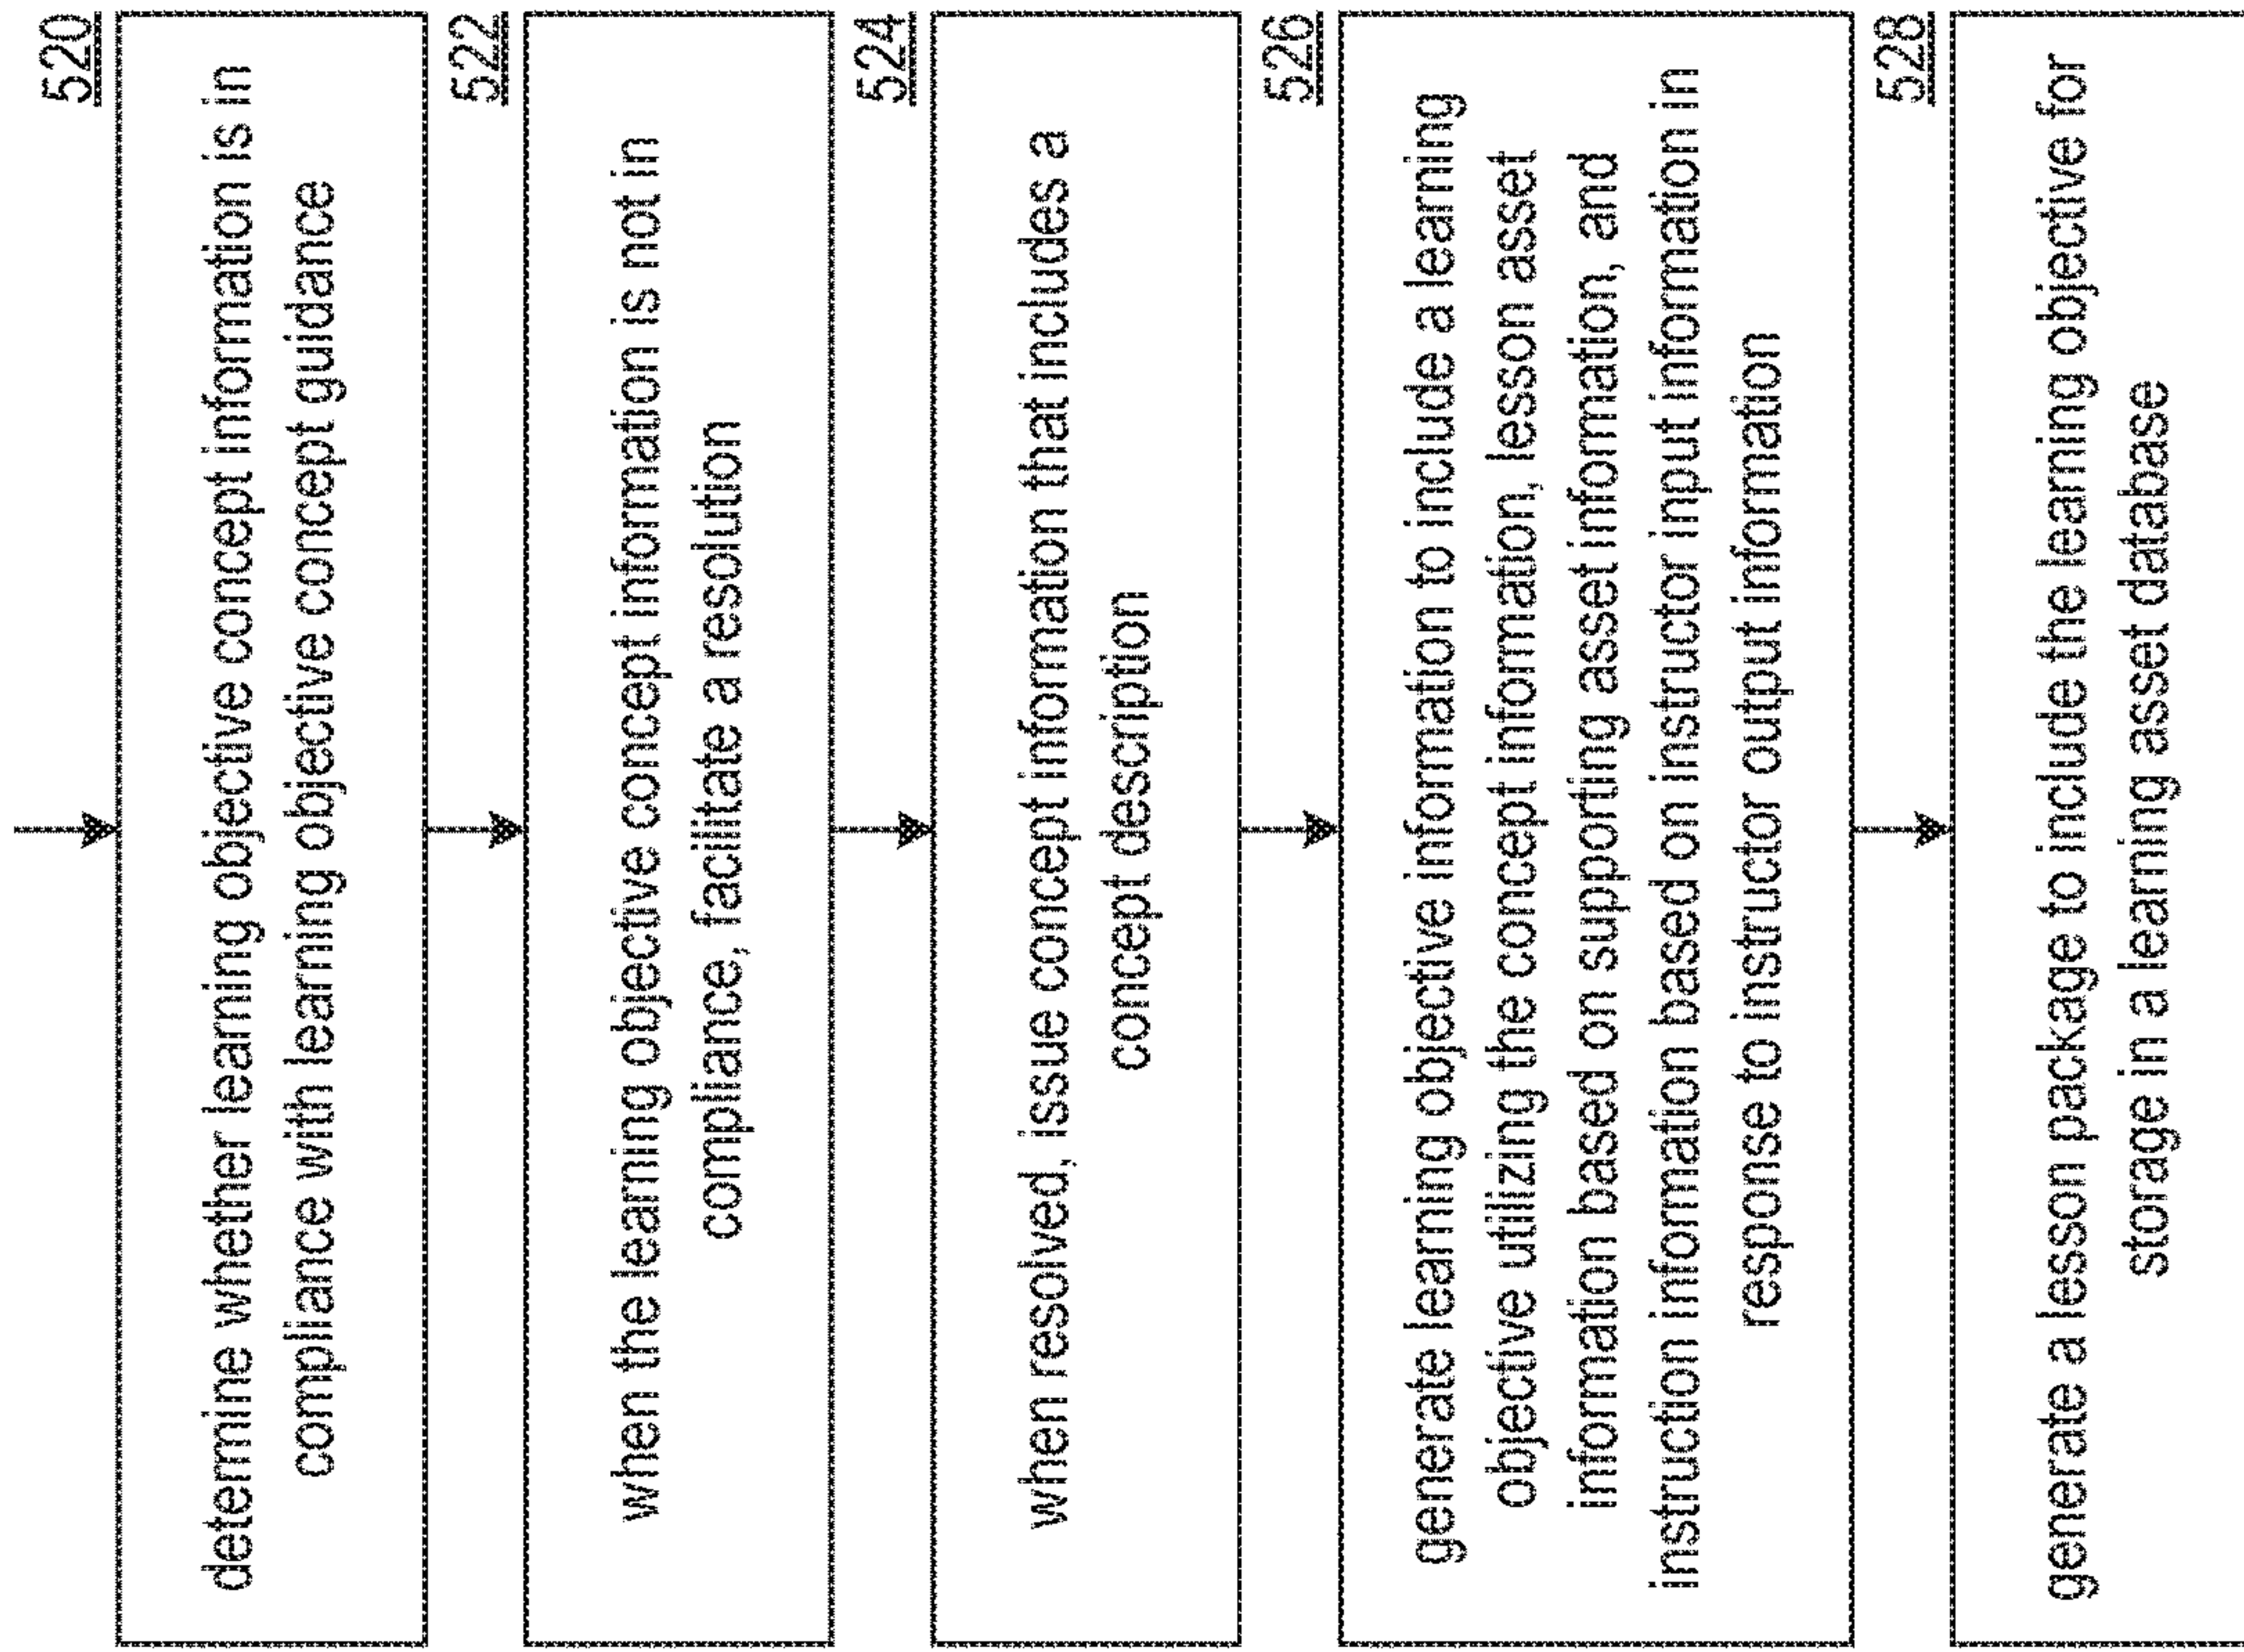 520
determine whether learning objective concept information is in
compliance with learning objective concept guidance
522
when the learning objective concept information is not in
compliance, facilitate a resolution
524
when resolved, issue concept information that includes a
concept description
526
generate learning objective information to include a learning
objective utilizing the concept information, lesson asset
information based on supporting asset information, and
instruction information based on instructor input information in
response to instructor output information
528
generate a lesson package to include the learning objective for
storage in a learning asset database